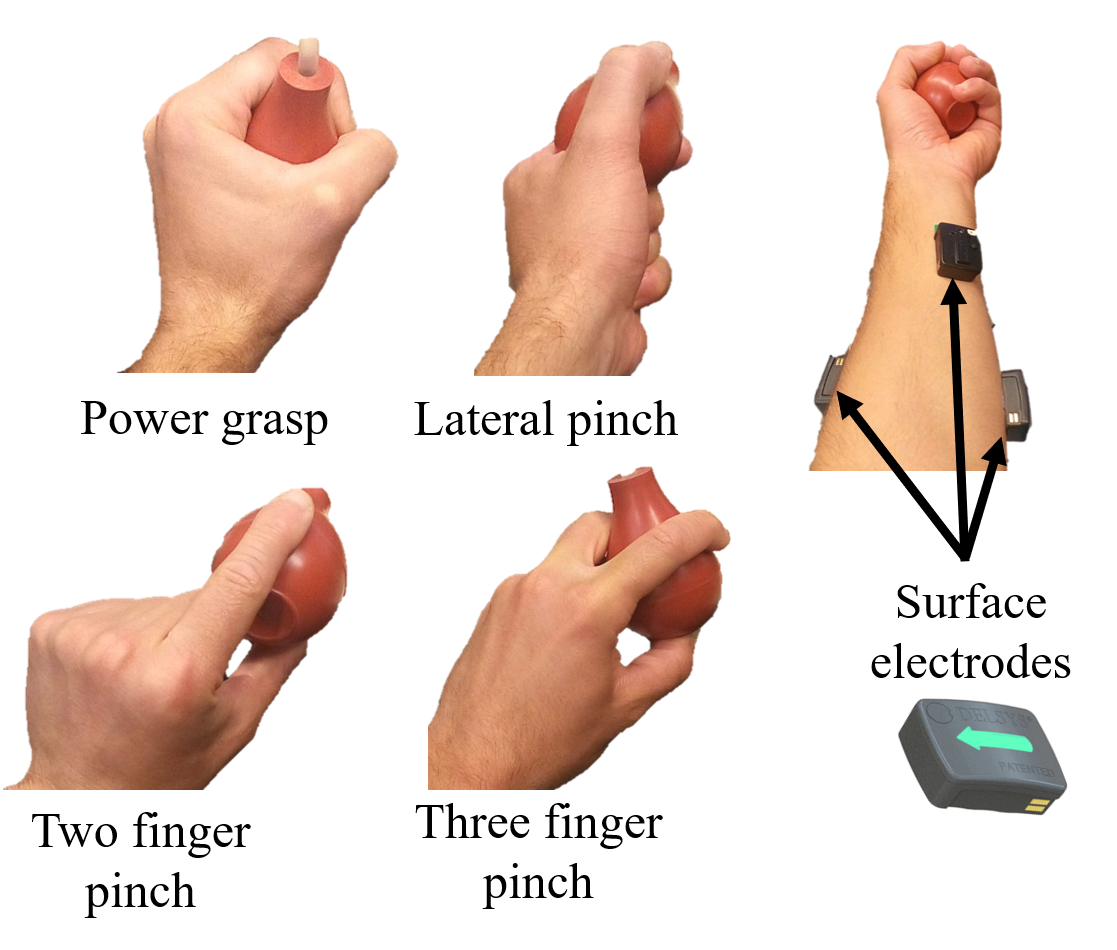 Power grasp
Lateral pinch
Two finger
pinch
Three finger
pinch
Surface
electrodes
DELSYS
PATENTED